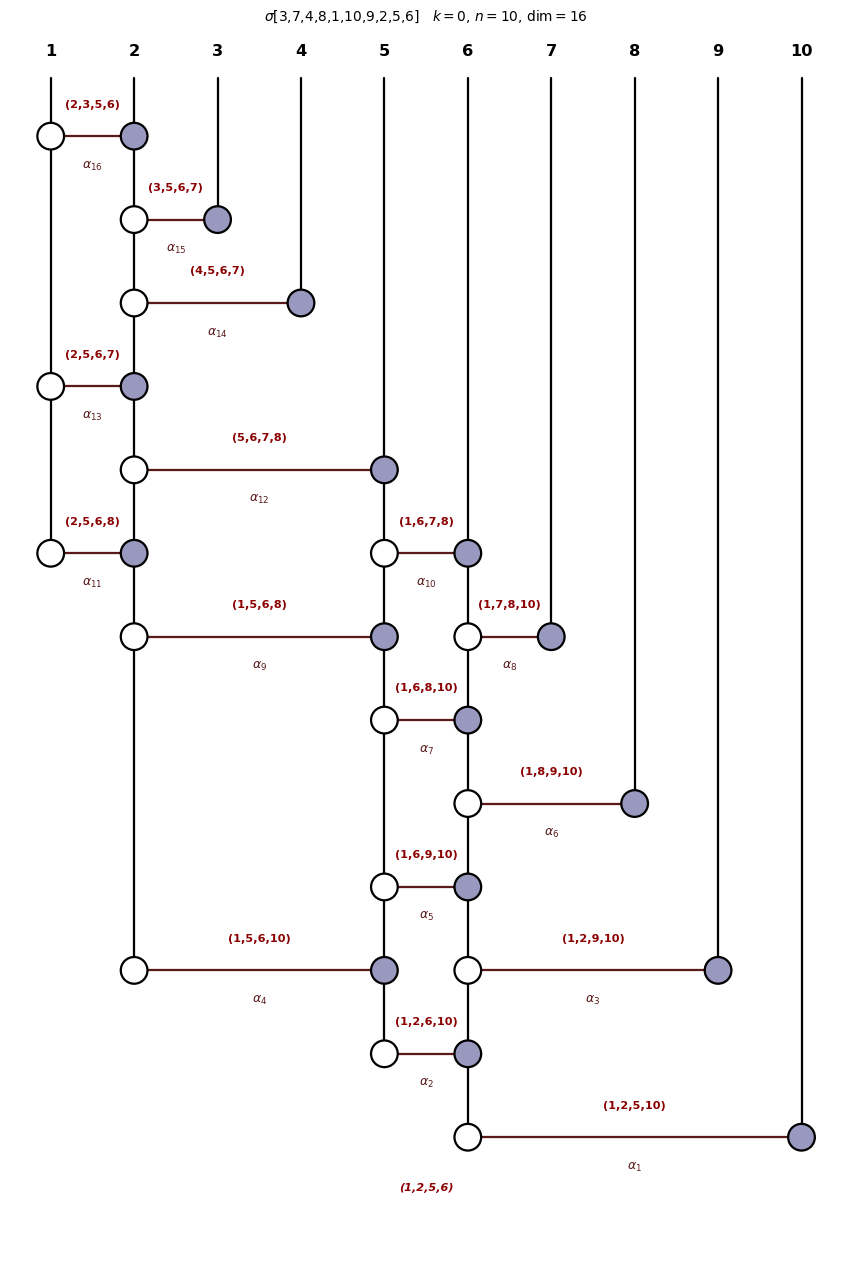 σ[3,7,4,8,1,10,9,2,5,6]   k=0, n=10, dim=16
1 2 3 4 5 6 7 8 9 10
(2,3,5,6)
α₁₆
(3,5,6,7)
α₁₅
(4,5,6,7)
α₁₄
(2,5,6,7)
α₁₃
(5,6,7,8)
α₁₂
(2,5,6,8) (1,6,7,8)
α₁₁ α₁₀
(1,5,6,8) (1,7,8,10)
α₉ α₈
(1,6,8,10)
α₇
(1,8,9,10)
α₆
(1,6,9,10)
α₅
(1,5,6,10) (1,2,9,10)
α₄ α₃
(1,2,6,10)
α₂
(1,2,5,10)
α₁
(1,2,5,6)